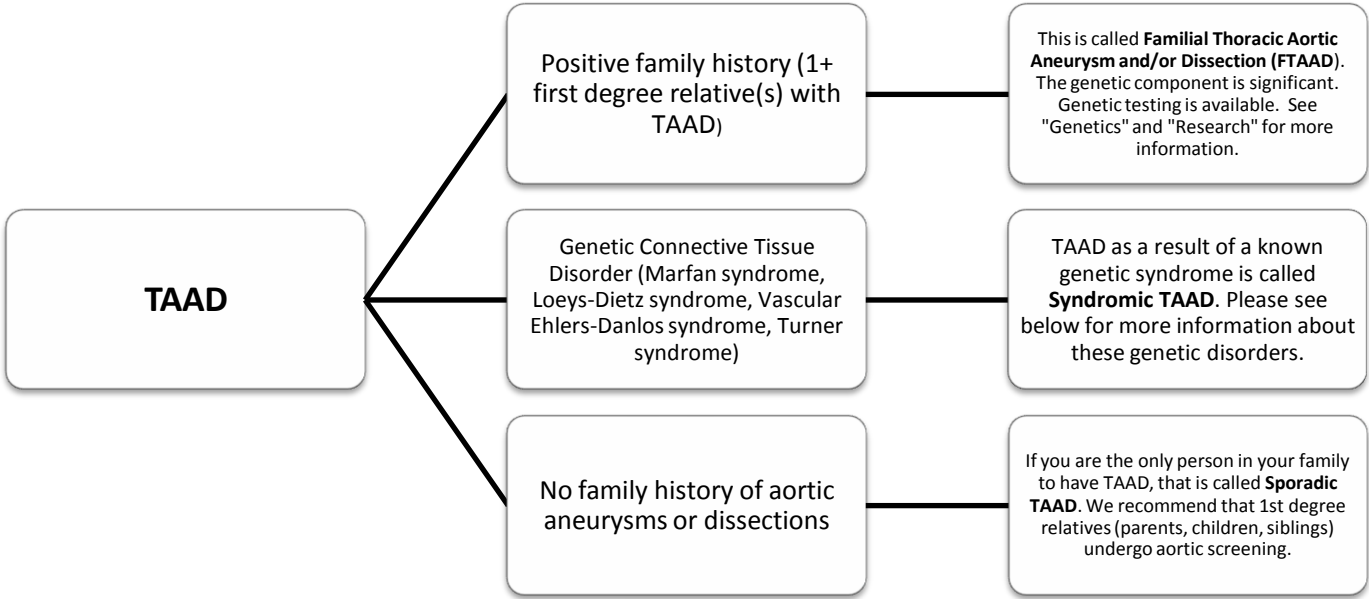 TAAD
Positive family history (1+
first degree relative(s) with
TAAD)
This is called Familial Thoracic Aortic
Aneurysm and/or Dissection (FTAAD).
The genetic component is significant.
Genetic testing is available.  See
"Genetics" and "Research" for more
information.
Genetic Connective Tissue
Disorder (Marfan syndrome,
Loeys-Dietz syndrome, Vascular
Ehlers-Danlos syndrome, Turner
syndrome)
TAAD as a result of a known
genetic syndrome is called
Syndromic TAAD. Please see
below for more information about
these genetic disorders.
No family history of aortic
aneurysms or dissections
If you are the only person in your family
to have TAAD, that is called Sporadic
TAAD. We recommend that 1st degree
relatives (parents, children, siblings)
undergo aortic screening.